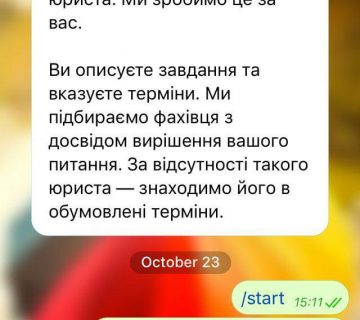 юриста. Ми зробимо це за
вас.
Ви описуєте завдання та
вказуєте терміни. Ми
підбираємо фахівця з
досвідом вирішення вашого
питання. За відсутності такого
юриста — знаходимо його в
обумовлені терміни.
October 23
/start 15:11